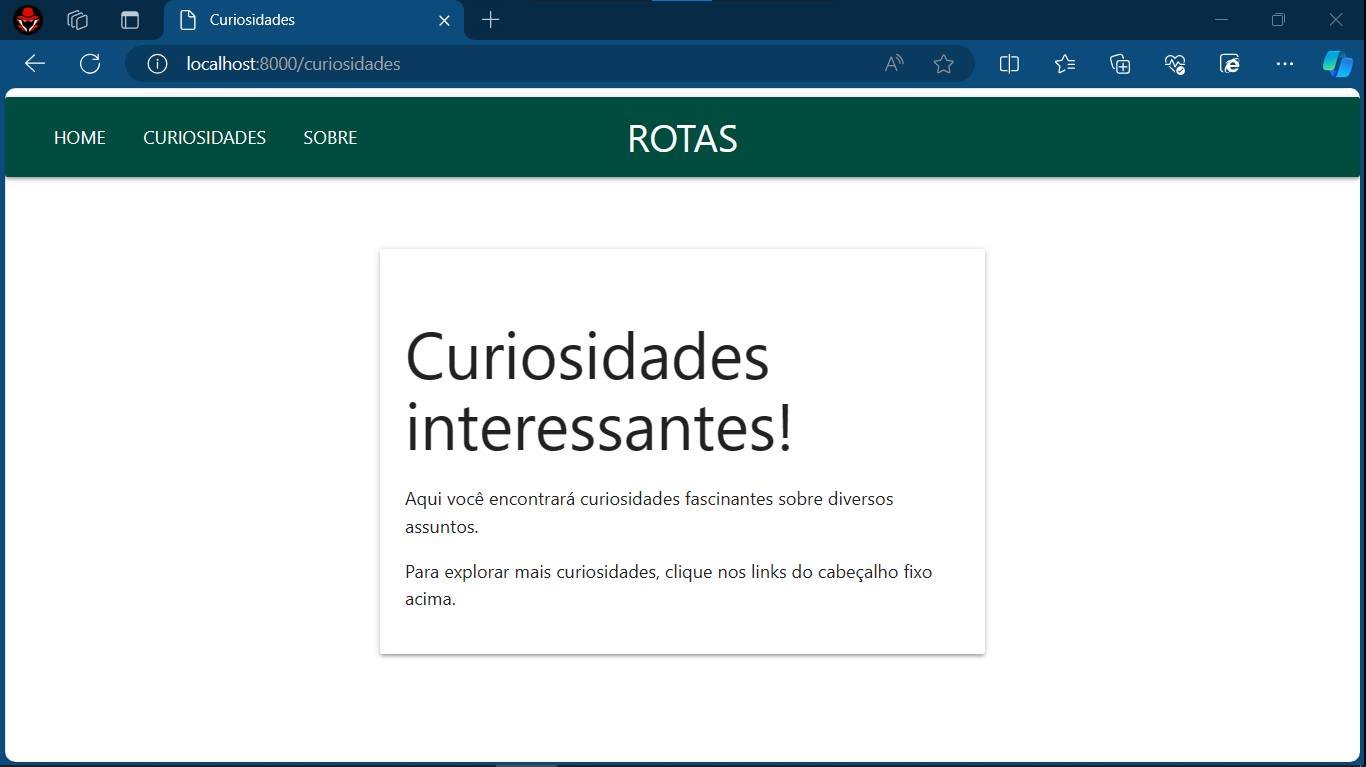 Curiosidades
localhost:8000/curiosidades
HOME CURIOSIDADES SOBRE ROTAS
Curiosidades
interessantes!
Aqui você encontrará curiosidades fascinantes sobre diversos
assuntos.
Para explorar mais curiosidades, clique nos links do cabeçalho fixo
acima.